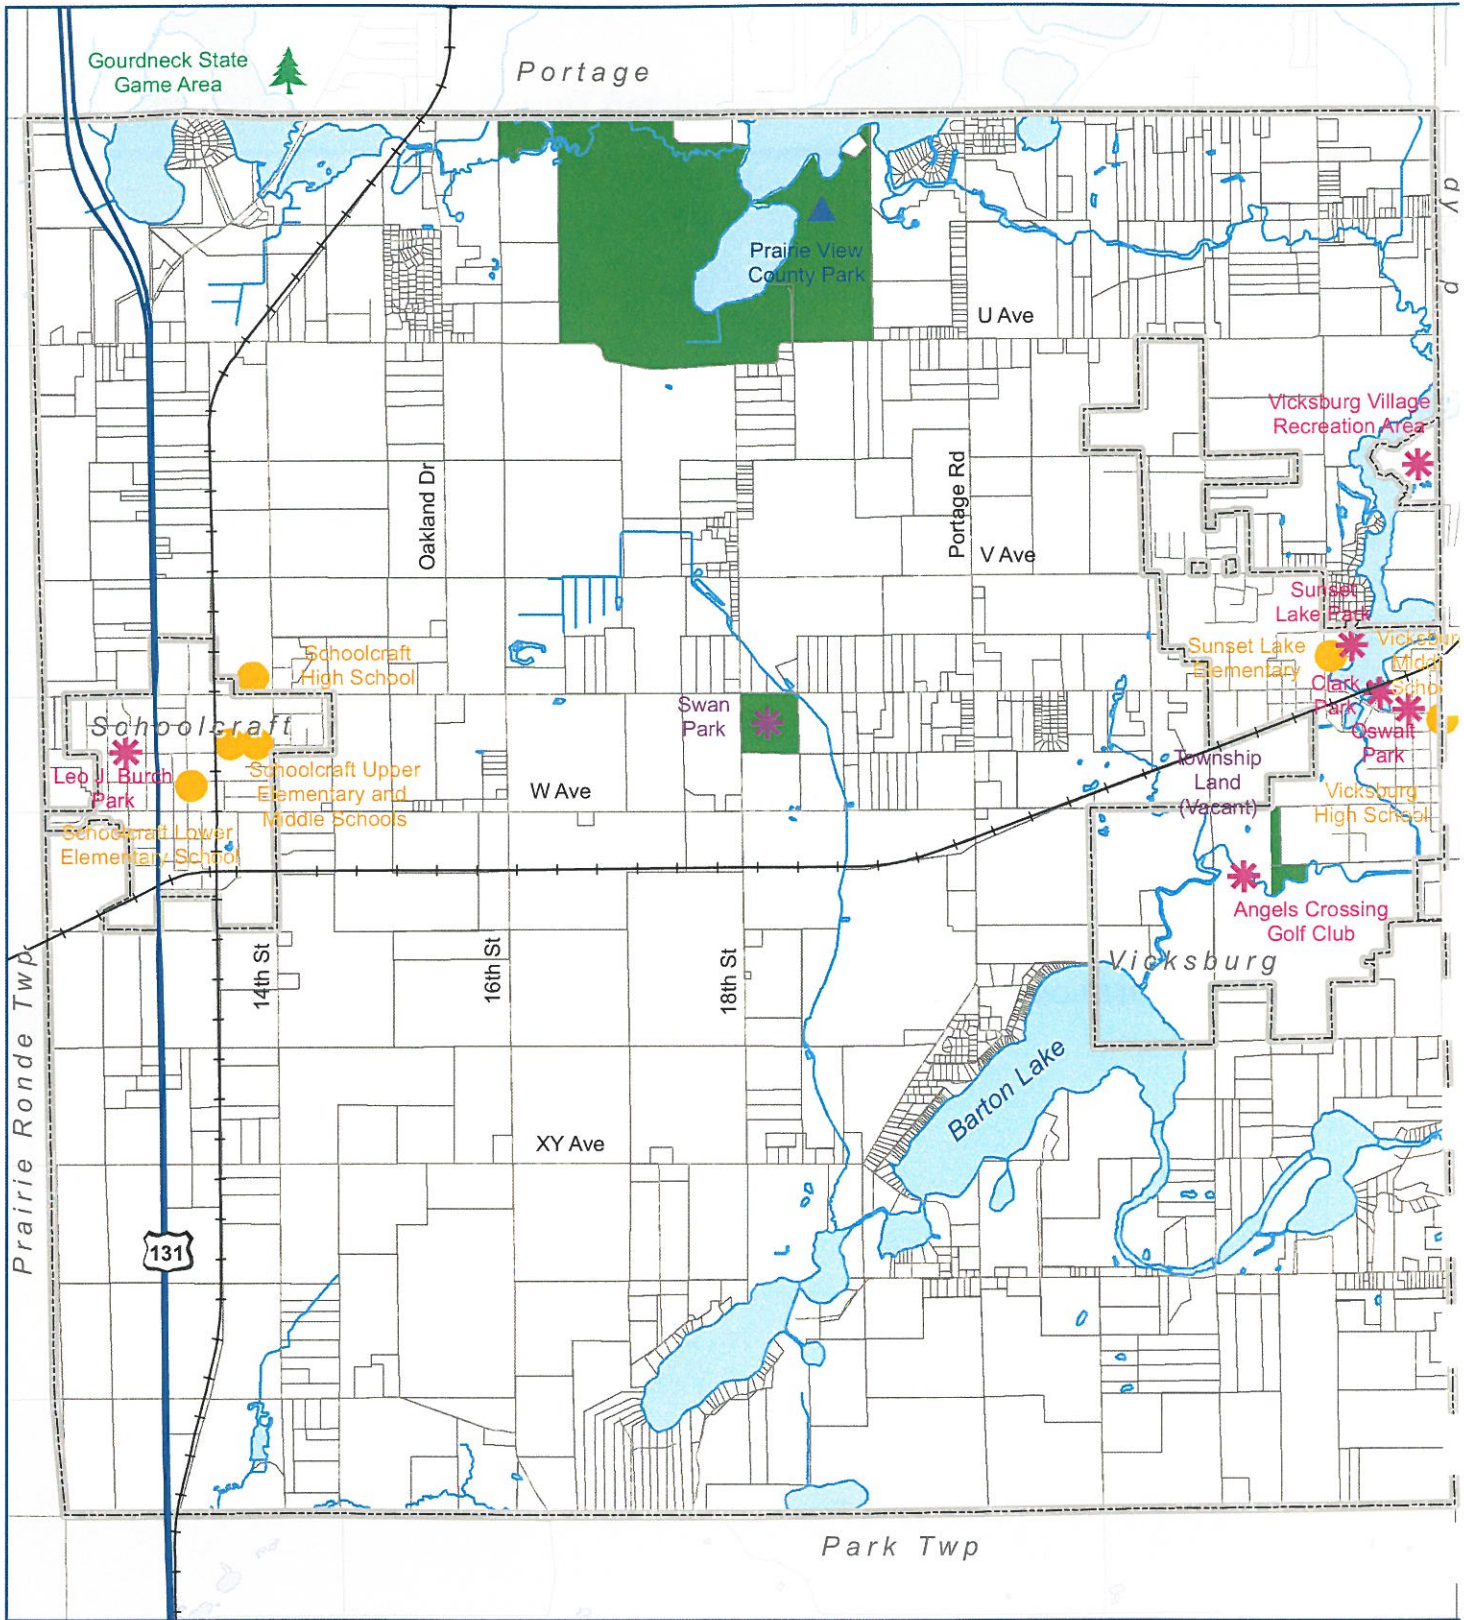 Gourdneck State
Game Area
Portage
Prairie View
County Park
U Ave
Vicksburg Village
Recreation Area
Oakland Dr
Portage Rd
V Ave
Sunset
Lake Park
Schoolcraft
High School
Sunset Lake
Elementary
Vicksbur
Middl
Schoo
Clark
Park
Oswalt
Park
Schoolcraft
Swan
Park
Leo J. Burch
Park
Schoolcraft Upper
Elementary and
Middle Schools
W Ave
Township
Land
(Vacant)
Vicksburg
High School
Schoolcraft Lower
Elementary School
Angels Crossing
Golf Club
Vicksburg
14th St
16th St
18th St
Prairie Ronde Twp
Barton Lake
XY Ave
131
Park Twp
a y p